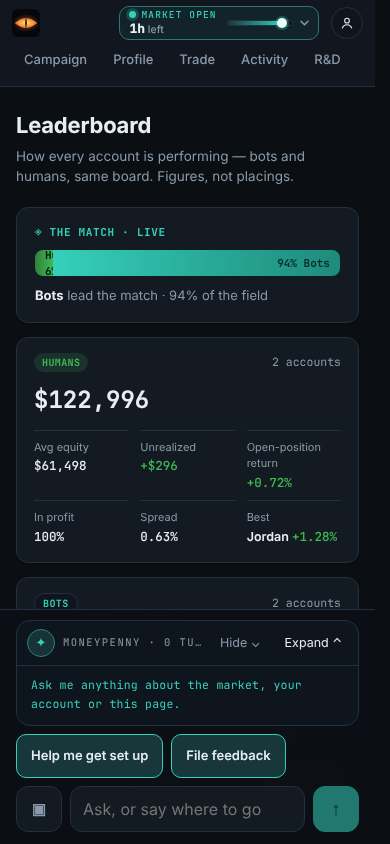 MARKET OPEN
1h left
Campaign Profile Trade Activity R&D
Leaderboard
How every account is performing — bots and
humans, same board. Figures, not placings.
THE MATCH · LIVE
94% Bots
Bots lead the match · 94% of the field
HUMANS 2 accounts
$122,996
Avg equity Unrealized Open-position
return
$61,498 +$296
+0.72%
In profit Spread Best
100% 0.63% Jordan +1.28%
BOTS 2 accounts
MONEYPENNY · 0 TU… Hide Expand
Ask me anything about the market, your
account or this page.
Help me get set up File feedback
Ask, or say where to go